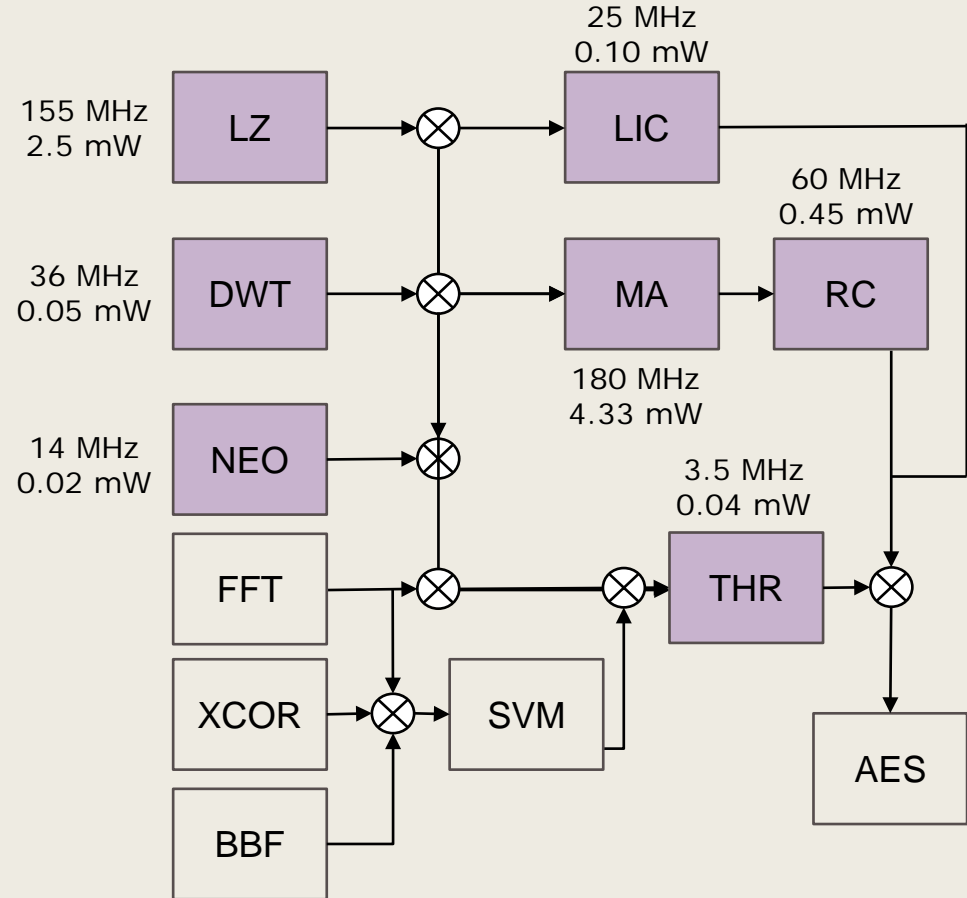 25 MHz
0.10 mW
155 MHz
2.5 mW
LZ
LIC
60 MHz
0.45 mW
36 MHz
0.05 mW
DWT
MA
RC
180 MHz
4.33 mW
14 MHz
0.02 mW
NEO
3.5 MHz
0.04 mW
FFT
THR
XCOR
SVM
AES
BBF